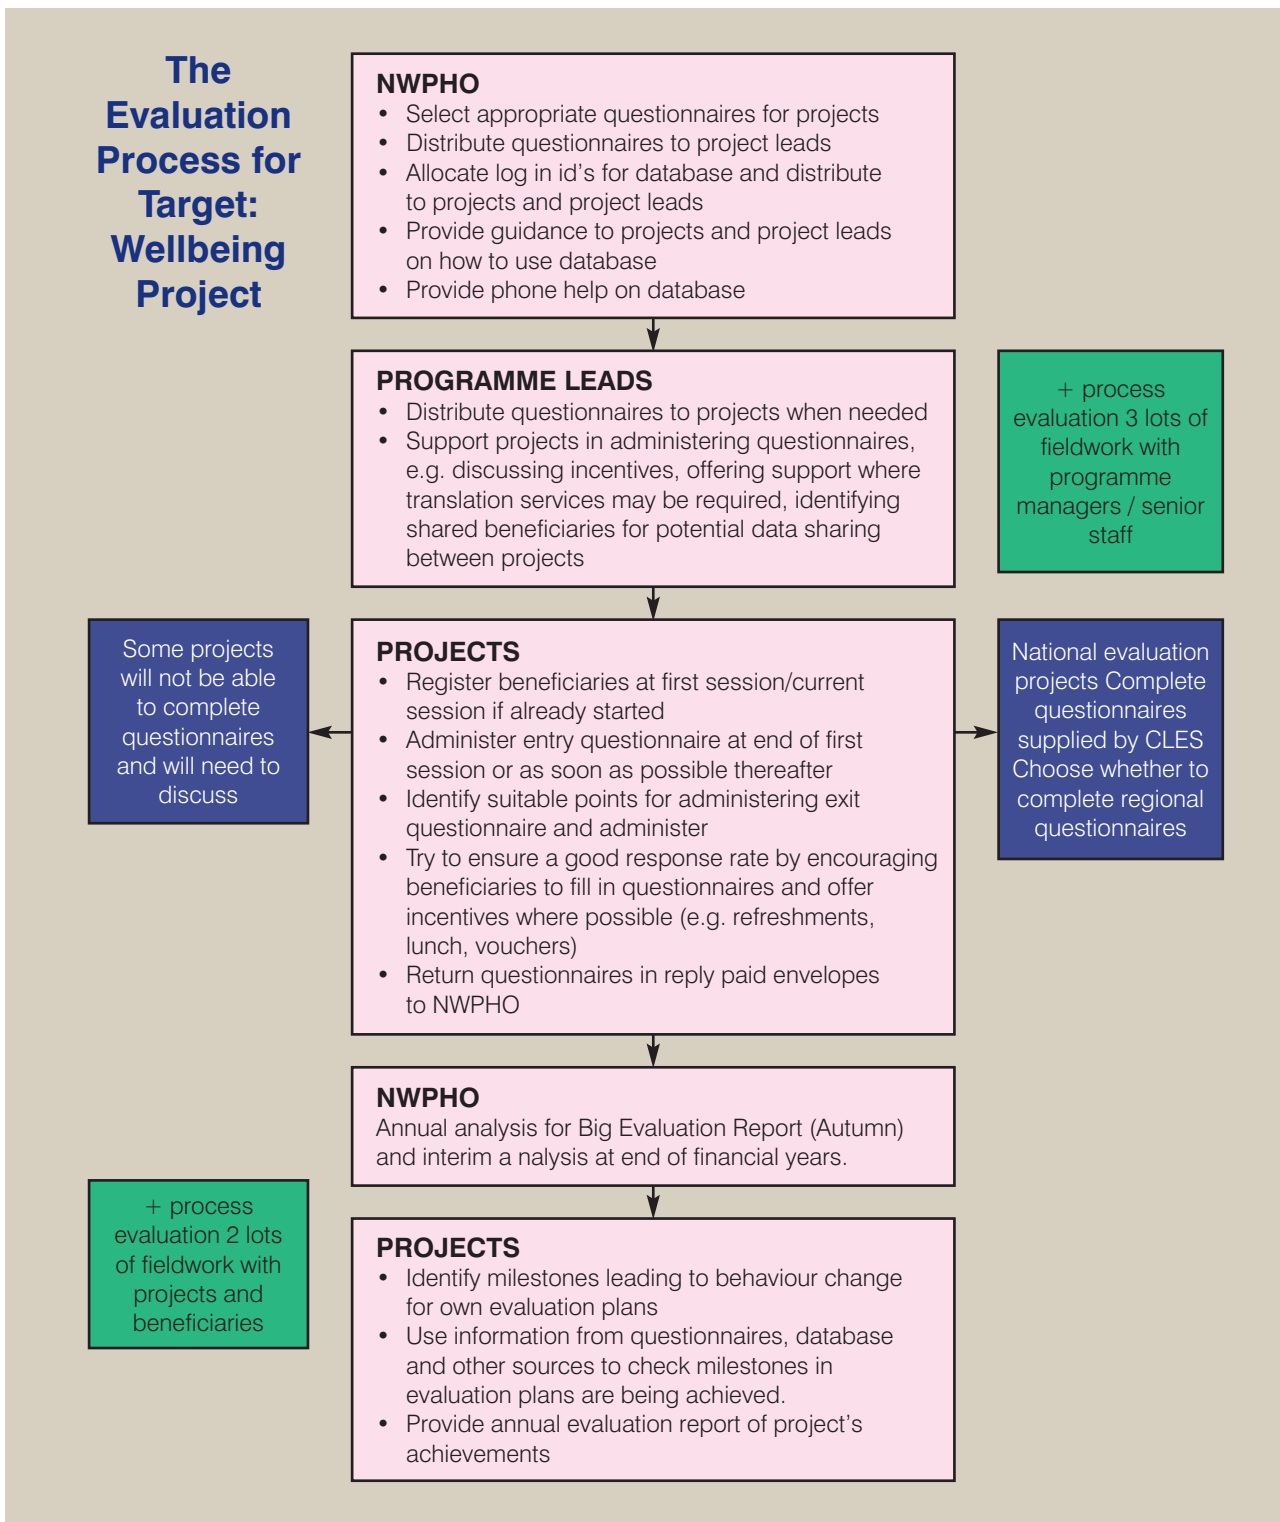 The
Evaluation
Process for
Target:
Wellbeing
Project
NWPHO
• Select appropriate questionnaires for projects
• Distribute questionnaires to project leads
• Allocate log in id's for database and distribute
to projects and project leads
• Provide guidance to projects and project leads
on how to use database
• Provide phone help on database
PROGRAMME LEADS
• Distribute questionnaires to projects when needed
• Support projects in administering questionnaires,
e.g. discussing incentives, offering support where
translation services may be required, identifying
shared beneficiaries for potential data sharing
between projects
+ process
evaluation 3 lots of
fieldwork with
programme
managers / senior
staff
Some projects
will not be able
to complete
questionnaires
and will need to
discuss
PROJECTS
• Register beneficiaries at first session/current
session if already started
• Administer entry questionnaire at end of first
session or as soon as possible thereafter
• Identify suitable points for administering exit
questionnaire and administer
• Try to ensure a good response rate by encouraging
beneficiaries to fill in questionnaires and offer
incentives where possible (e.g. refreshments,
lunch, vouchers)
• Return questionnaires in reply paid envelopes
to NWPHO
National evaluation
projects Complete
questionnaires
supplied by CLES
Choose whether to
complete regional
questionnaires
NWPHO
Annual analysis for Big Evaluation Report (Autumn)
and interim a nalysis at end of financial years.
+ process
evaluation 2 lots
of fieldwork with
projects and
beneficiaries
PROJECTS
• Identify milestones leading to behaviour change
for own evaluation plans
• Use information from questionnaires, database
and other sources to check milestones in
evaluation plans are being achieved.
• Provide annual evaluation report of project's
achievements